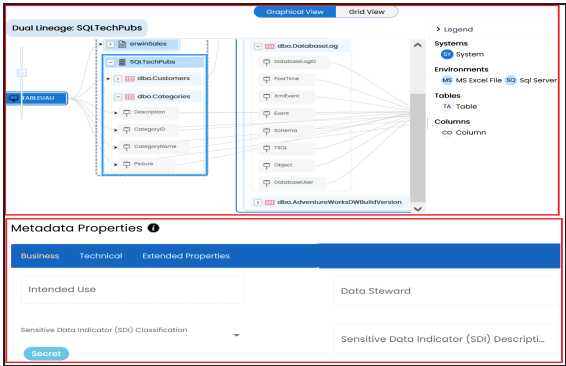 Graphical View
Grid View
Dual Lineage: SQLTechPubs
Legend
Systems
SY System
Environments
MS MS Excel File SQ Sql Server
Tables
TA Table
Columns
CO Column
TABLEUAU
erwinSales
SQLTechPubs
dbo.Customers
dbo.Categories
Description
CategoryID
CategoryName
Picture
dbo.DatabaseLog
DatabaseLogID
PostTime
XmlEvent
Event
Schema
TSQL
Object
DatabaseUser
dbo.AdventureWorksDWBuildVersion
Metadata Properties i
Business Technical Extended Properties
Intended Use
Data Steward
Sensitive Data Indicator (SDI) Classification
Secret
Sensitive Data Indicator (SDI) Descripti...